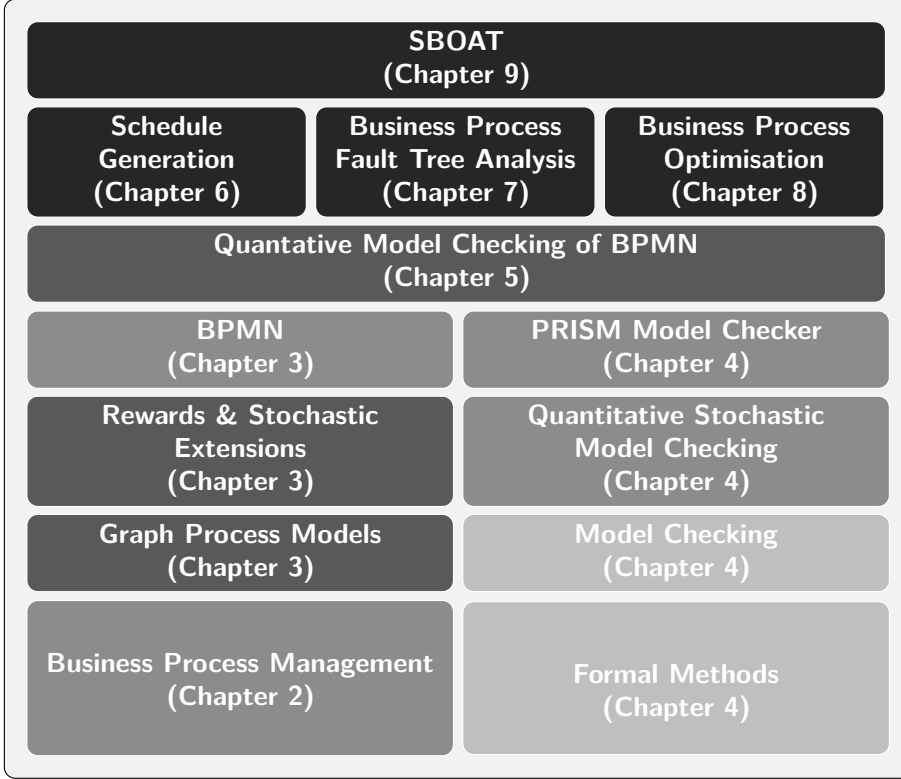 SBOAT
(Chapter 9)
Schedule
Generation
(Chapter 6)
Business Process
Fault Tree Analysis
(Chapter 7)
Business Process
Optimisation
(Chapter 8)
Quantative Model Checking of BPMN
(Chapter 5)
BPMN
(Chapter 3)
PRISM Model Checker
(Chapter 4)
Rewards & Stochastic
Extensions
(Chapter 3)
Quantitative Stochastic
Model Checking
(Chapter 4)
Graph Process Models
(Chapter 3)
Model Checking
(Chapter 4)
Business Process Management
(Chapter 2)
Formal Methods
(Chapter 4)